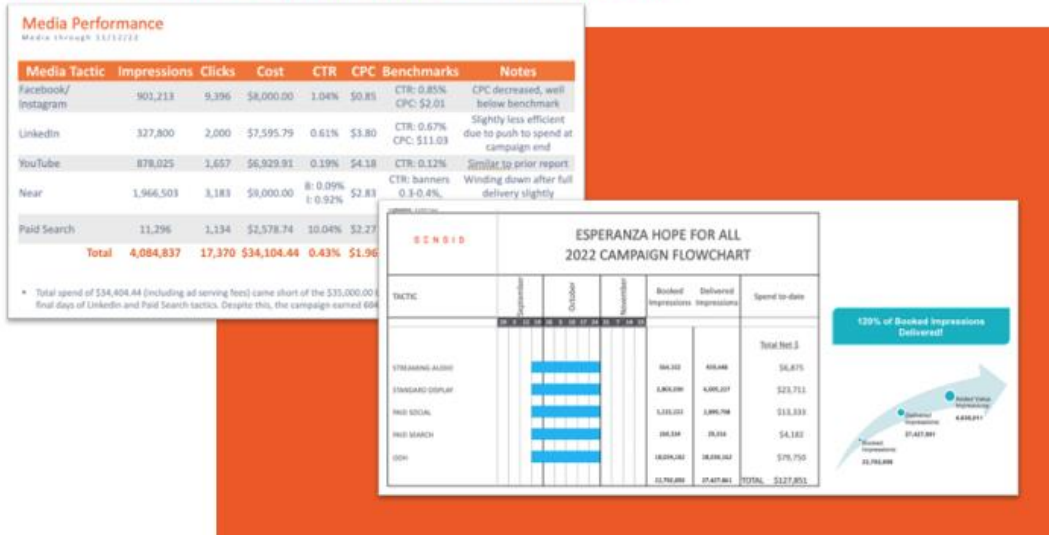 Media Performance
Media through 11/12/22
Media Tactic Impressions Clicks Cost CTR CPC Benchmarks Notes
Facebook/
Instagram 901,213 9,396 $8,000.00 1.04% $0.85 CTR: 0.85%
CPC: $2.01 CPC decreased, well
below benchmark
LinkedIn 327,800 2,000 $7,595.79 0.61% $3.80 CTR: 0.67%
CPC: $11.03 Slightly less efficient
due to push to spend at
campaign end
YouTube 878,025 1,657 $6,929.91 0.19% $4.18 CTR: 0.12% Similar to prior report
Near 1,966,503 3,183 $9,000.00 B: 0.09%
I: 0.92% $2.83 CTR: banners
0.3-0.4%, Winding down after full
delivery slightly
Paid Search 11,296 1,134 $2,578.74 10.04% $2.27
Total 4,084,837 17,370 $34,104.44 0.43% $1.96
• Total spend of $34,404.44 (including ad serving fees) came short of the $35,000.00
final days of LinkedIn and Paid Search tactics. Despite this, the campaign earned
SENSIS
ESPERANZA HOPE FOR ALL
2022 CAMPAIGN FLOWCHART
TACTIC
September
October
November
Booked
Impressions
Delivered
Impressions
Spend to-date
Total Net $
STREAMING AUDIO $6,875
STANDARD DISPLAY $23,711
PAID SOCIAL $13,333
PAID SEARCH $4,182
OOH $79,750
TOTAL $127,851
120% of Booked Impressions
Delivered!
Added Value
Impressions
Delivered
Impressions
Booked
Impressions